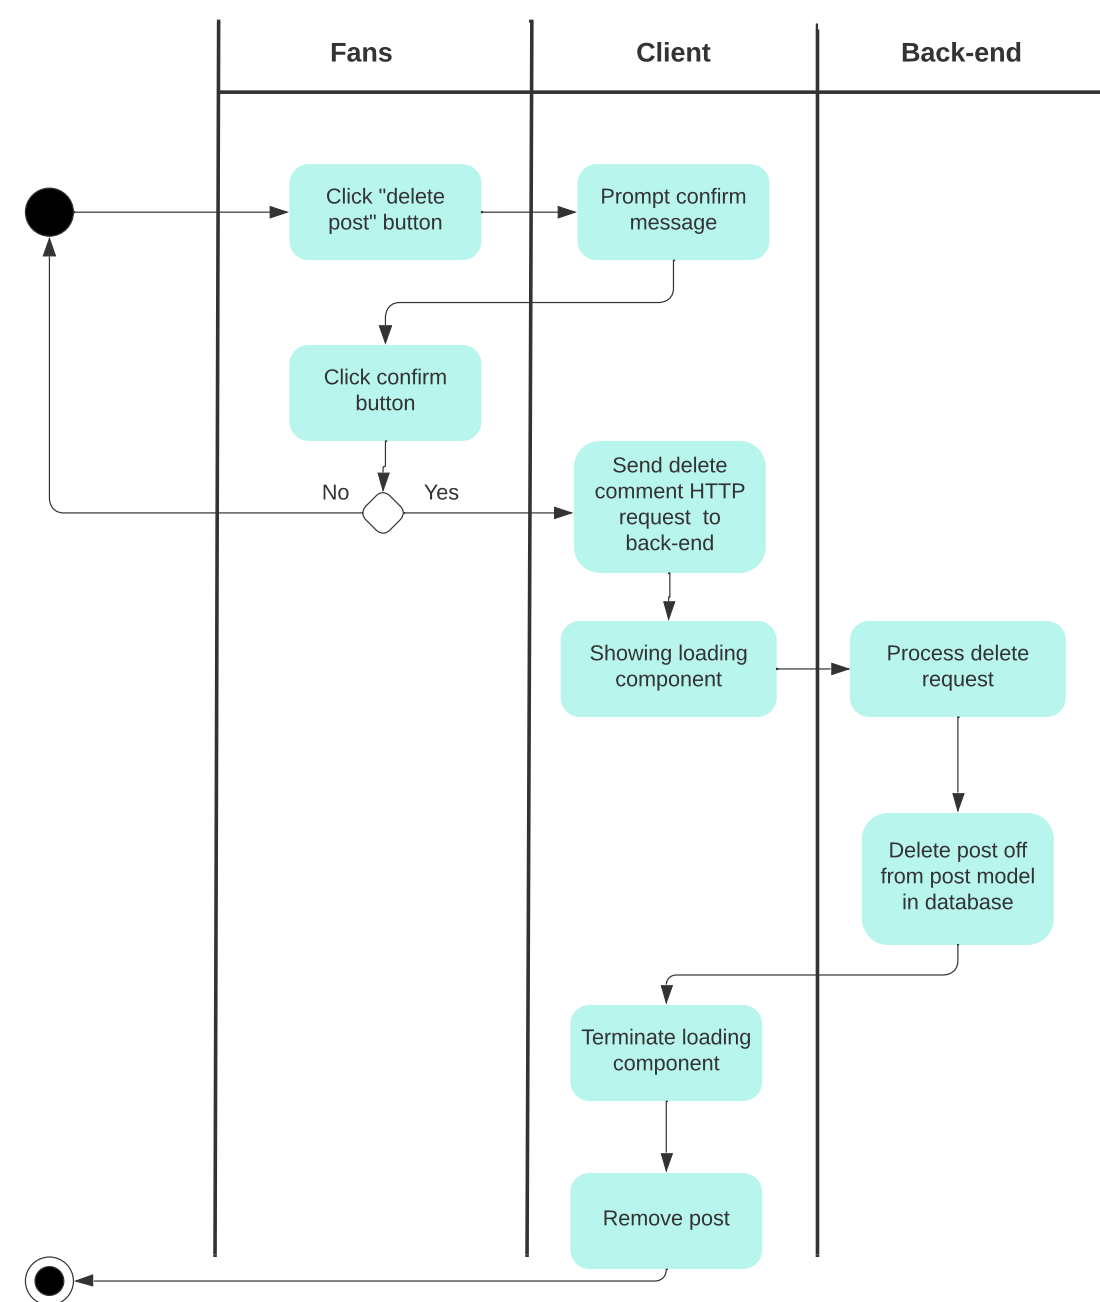 Fans
Client
Back-end
Click "delete
post" button
Prompt confirm
message
Click confirm
button
No
Yes
Send delete
comment HTTP
request  to
back-end
Showing loading
component
Process delete
request
Delete post off
from post model
in database
Terminate loading
component
Remove post